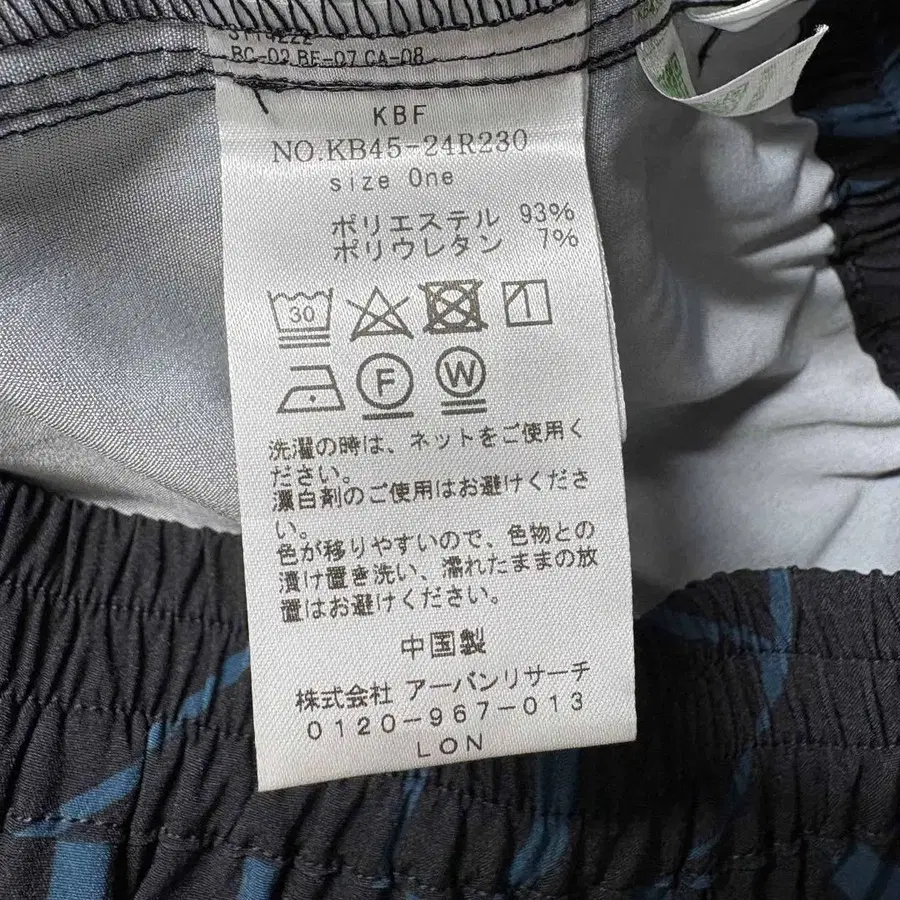 BC-02 BE-07 CA-08
KBF
NO.KB45-24R230
size One
ポリエステル 93%
ポリウレタン 7%
30
F
W
洗濯の時は、ネットをご使用く
ださい。
漂白剤のご使用はお避けくださ
い。
色が移りやすいので、色物との
漬け置き洗い、濡れたままの放
置はお避けください。
中国製
株式会社 アーバンリサーチ
0120-967-013
LON